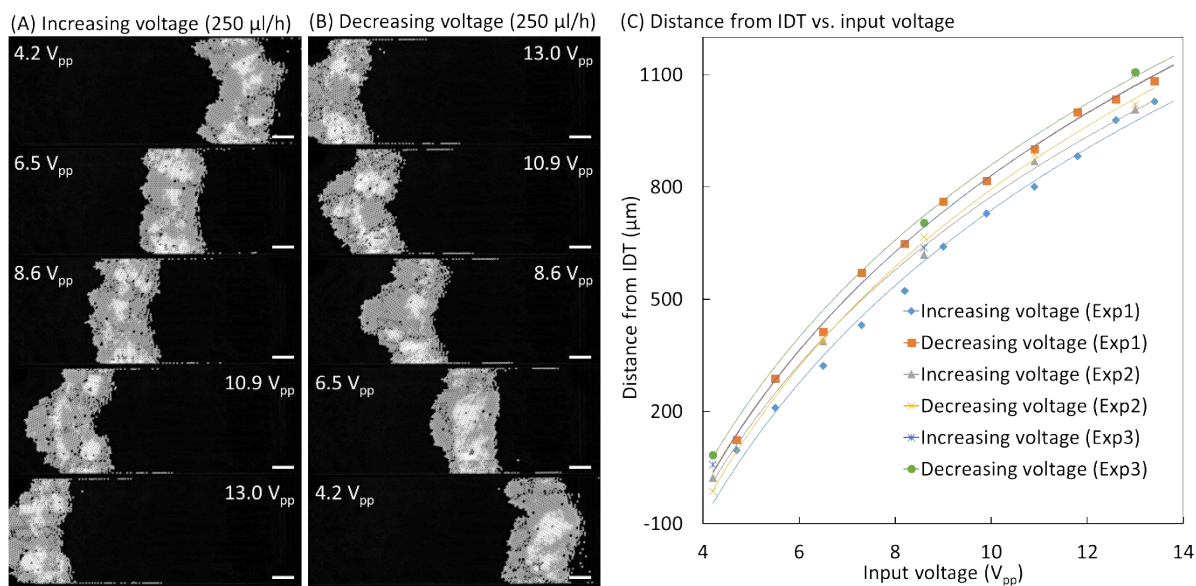 (A) Increasing voltage (250 µl/h)
4.2 Vpp
6.5 Vpp
8.6 Vpp
10.9 Vpp
13.0 Vpp
(B) Decreasing voltage (250 µl/h)
13.0 Vpp
10.9 Vpp
8.6 Vpp
6.5 Vpp
4.2 Vpp
(C) Distance from IDT vs. input voltage
Distance from IDT (µm)
1100
800
500
200
-100
4
6
8
10
12
14
Input voltage (Vpp)
Increasing voltage (Exp1)
Decreasing voltage (Exp1)
Increasing voltage (Exp2)
Decreasing voltage (Exp2)
Increasing voltage (Exp3)
Decreasing voltage (Exp3)